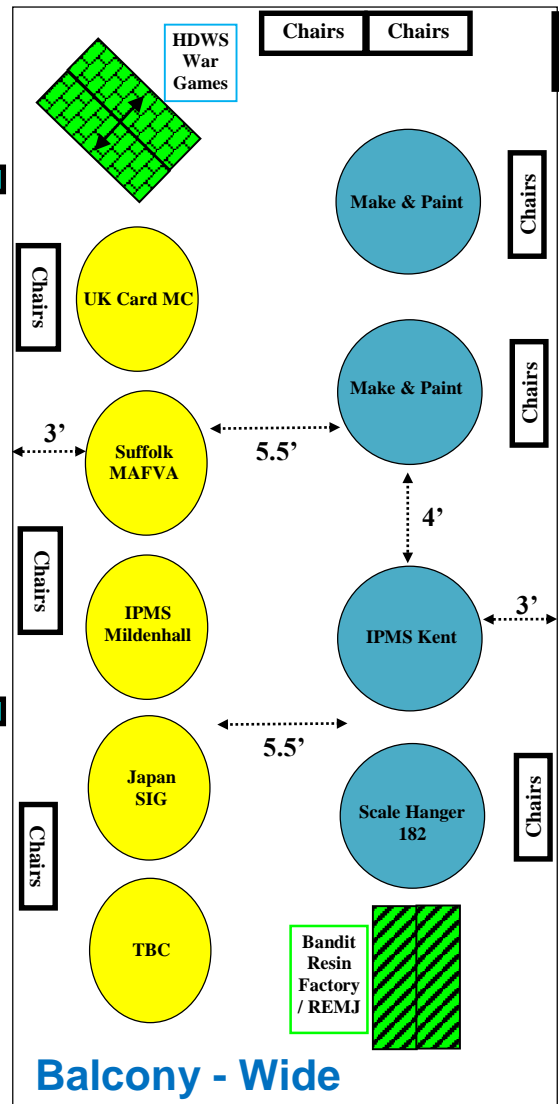 HDWS
War
Games
Chairs
Chairs
Make & Paint
Chairs
UK Card MC
Chairs
Make & Paint
Chairs
3’
Suffolk
MAFVA
5.5’
4’
Chairs
IPMS
Mildenhall
IPMS Kent
3’
5.5’
Japan
SIG
Scale Hanger
182
Chairs
Chairs
TBC
Bandit
Resin
Factory
/ REMJ
Balcony - Wide